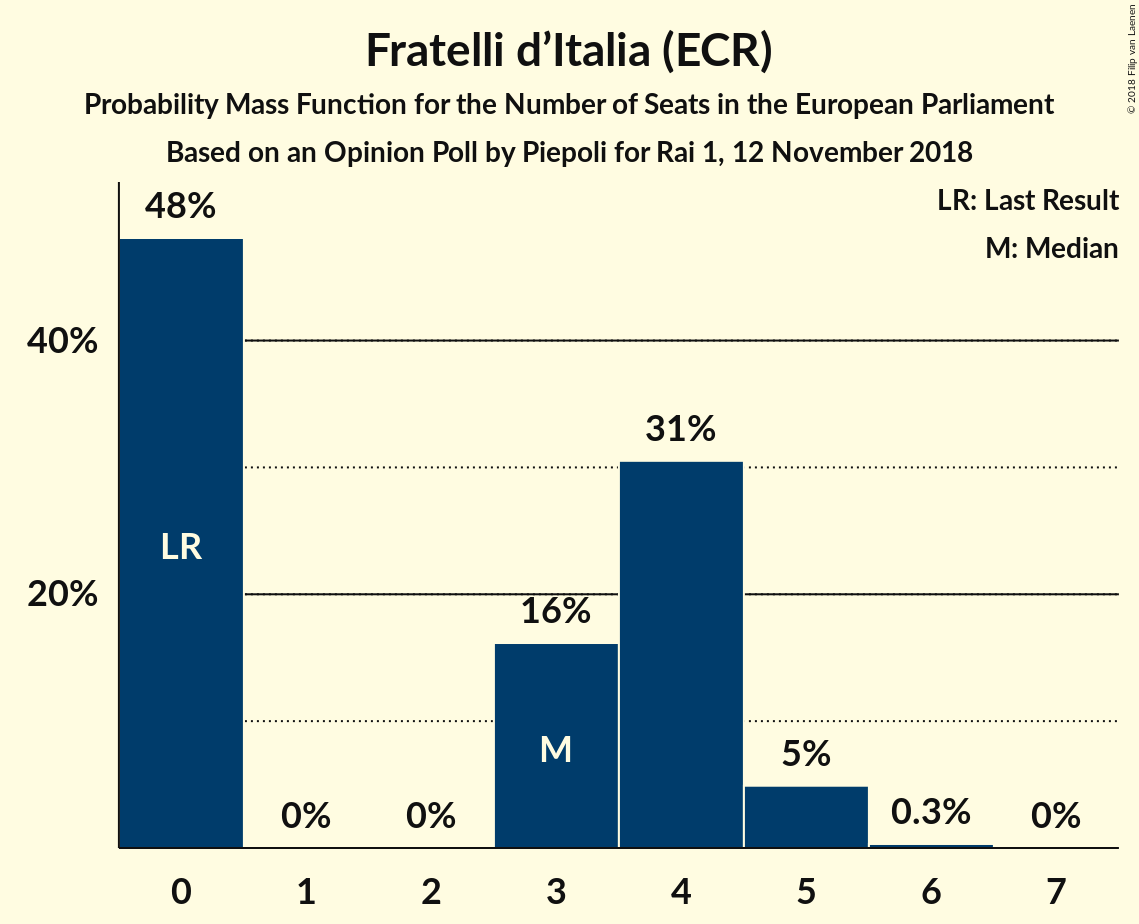 Fratelli d’Italia (ECR)
Probability Mass Function for the Number of Seats in the European Parliament
Based on an Opinion Poll by Piepoli for Rai 1, 12 November 2018
© 2018 Filip van Laenen
LR: Last Result
M: Median
48%
40%
31%
LR
20%
16%
M
5%
0%
0%
0.3%
0%
0 1 2 3 4 5 6 7